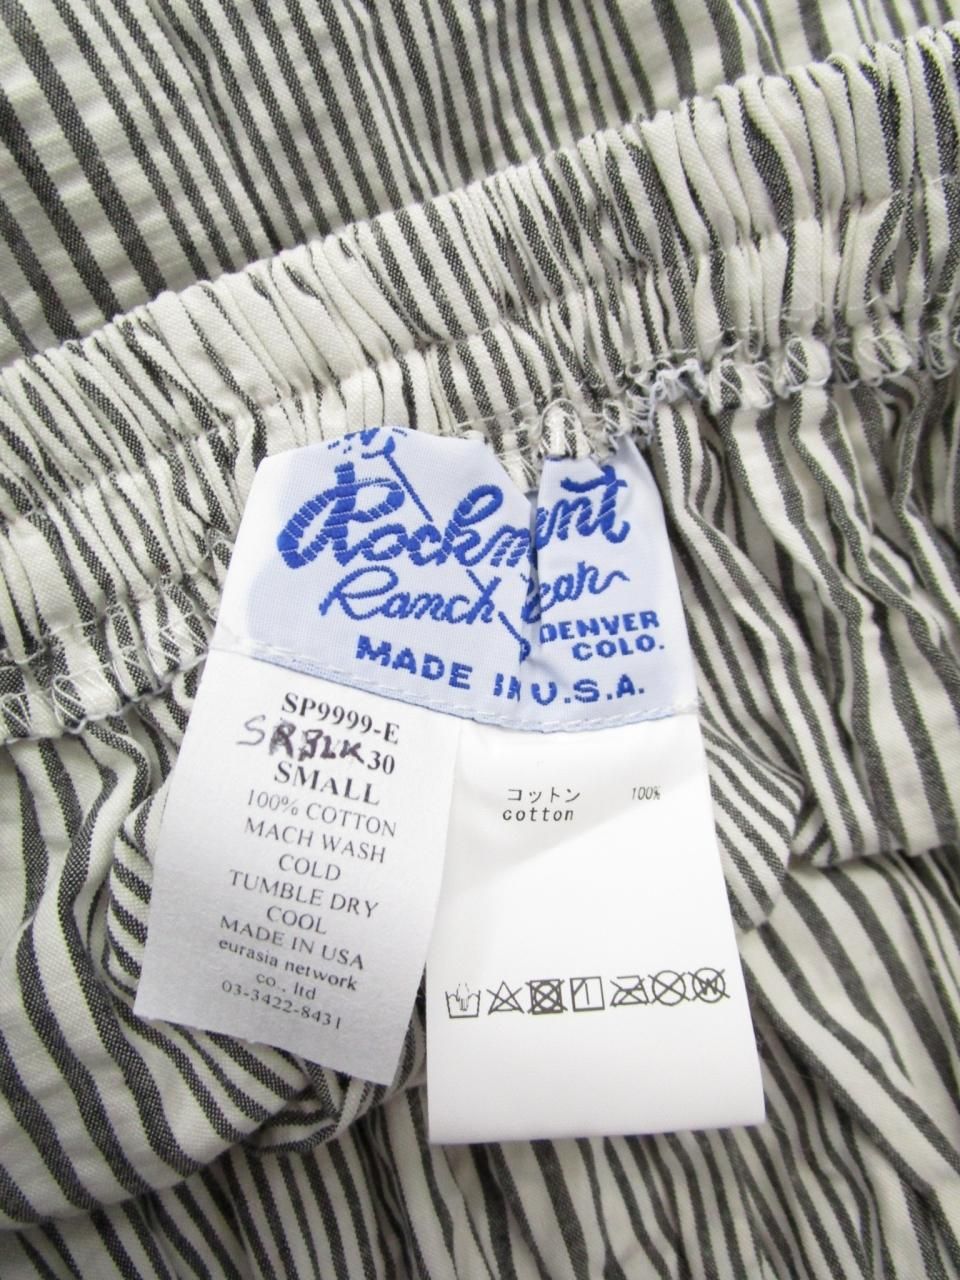 Rockmount
Ranch Wear
DENVER
COLO.
MADE IN U.S.A.
SP9999-E
SRBLK30
SMALL
100% COTTON
MACH WASH
COLD
TUMBLE DRY
COOL
MADE IN USA
eurasia network
co., ltd
03-3422-8431
コットン 100%
cotton
W